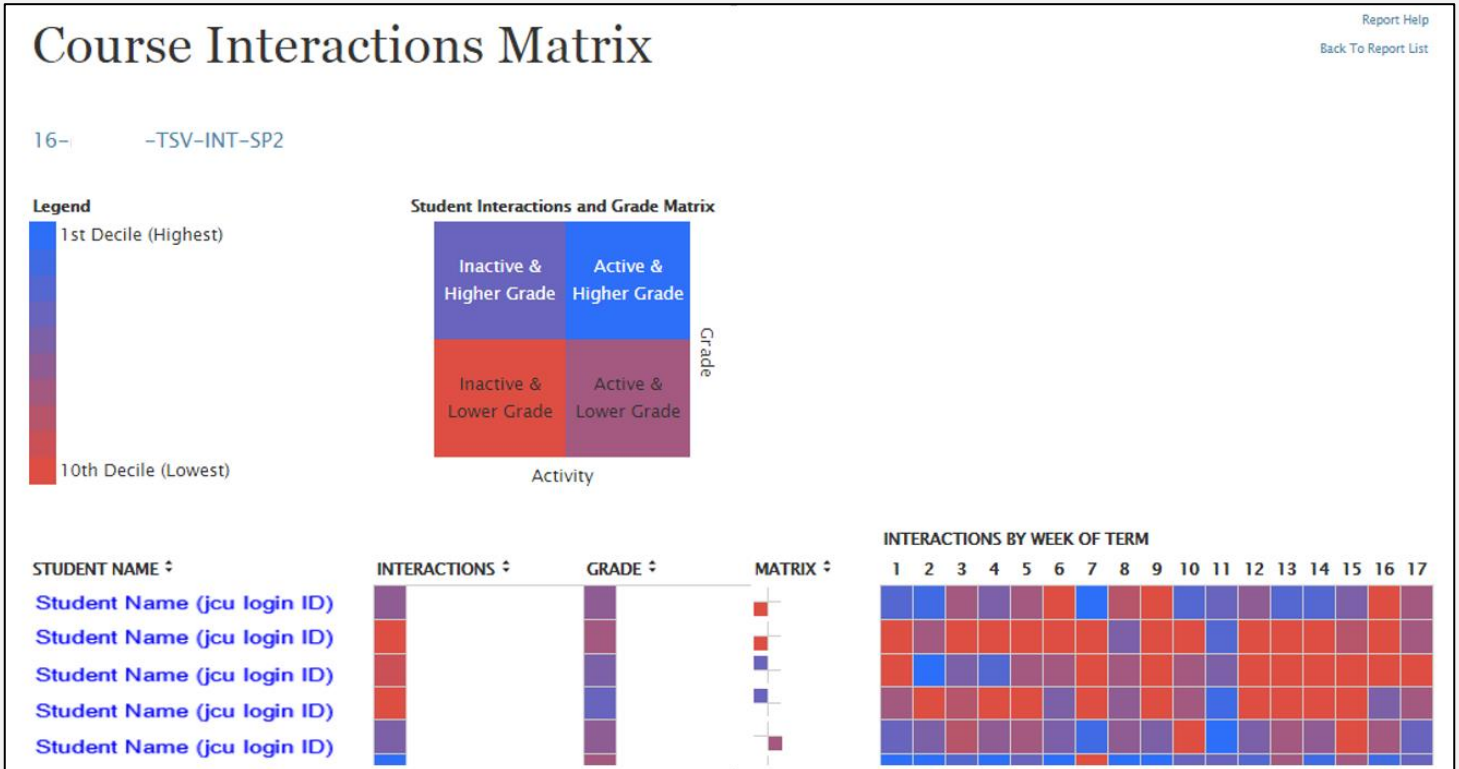 Report Help
Course Interactions Matrix
Back To Report List
16-        -TSV-INT-SP2
Legend
1st Decile (Highest)
10th Decile (Lowest)
Student Interactions and Grade Matrix
Inactive & Higher Grade
Active & Higher Grade
Inactive & Lower Grade
Active & Lower Grade
Grade
Activity
INTERACTIONS BY WEEK OF TERM
STUDENT NAME INTERACTIONS GRADE MATRIX 1 2 3 4 5 6 7 8 9 10 11 12 13 14 15 16 17
Student Name (jcu login ID)
Student Name (jcu login ID)
Student Name (jcu login ID)
Student Name (jcu login ID)
Student Name (jcu login ID)